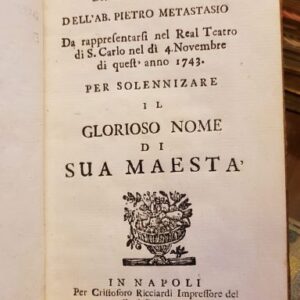 DELL'AB. PIETRO METASTASIO
Da rappresentarsi nel Real Teatro
di S. Carlo nel dì 4. Novembre
di quest' anno 1743.
PER SOLENNIZARE
IL
GLORIOSO NOME
DI
SUA MAESTA'
IN NAPOLI
Per Cristoforo Ricciardi Impressore del